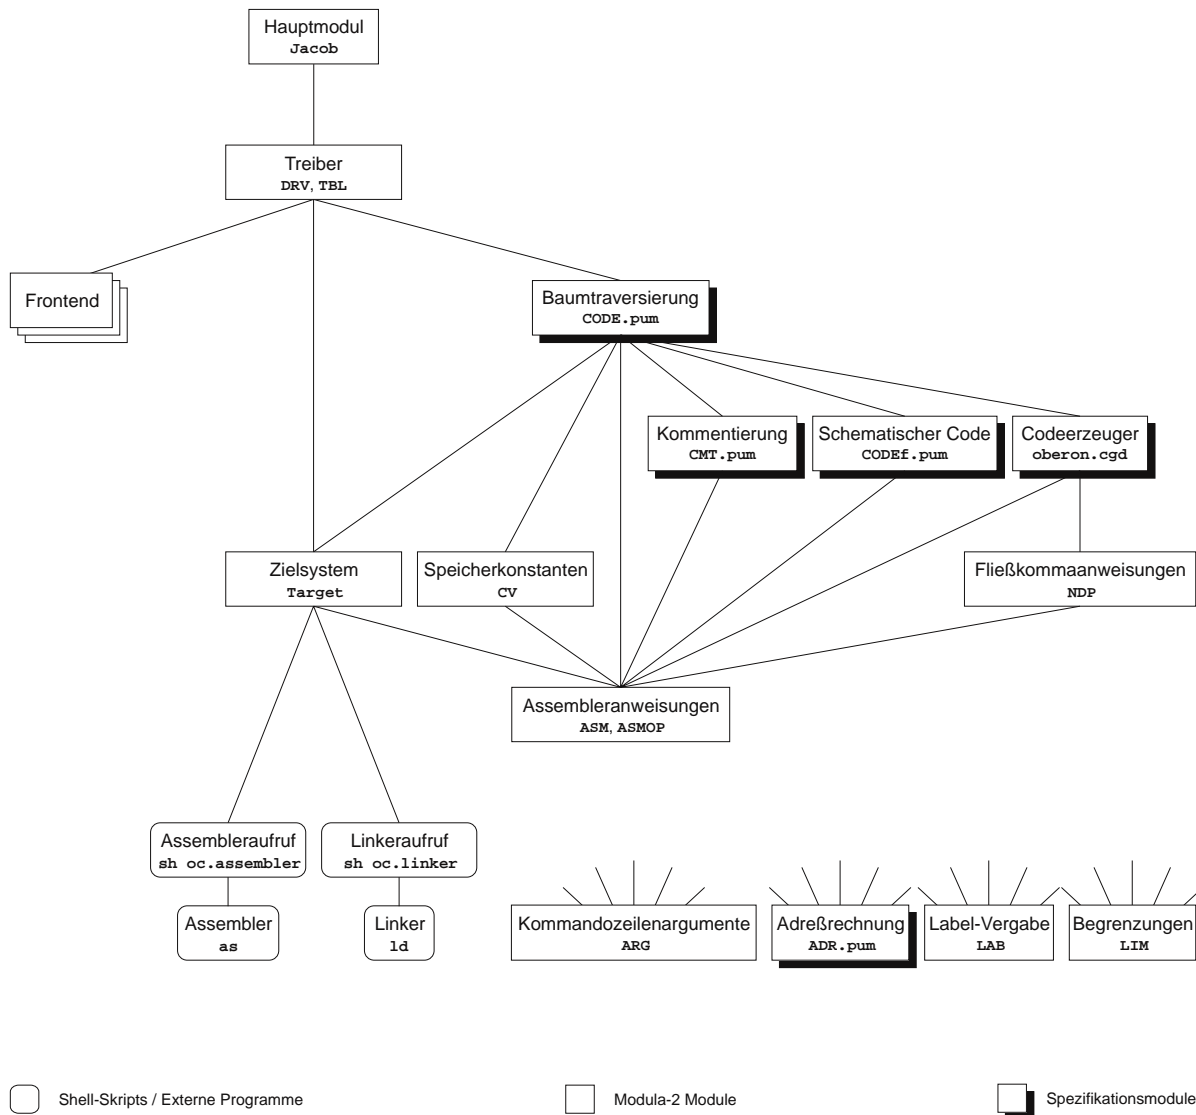 Hauptmodul
Jacob
Treiber
DRV, TBL
Frontend
Baumtraversierung
CODE.pum
Kommentierung
CMT.pum
Schematischer Code
CODEf.pum
Codeerzeuger
oberon.cgd
Zielsystem
Target
Speicherkonstanten
CV
Fließkommaanweisungen
NDP
Assembleranweisungen
ASM, ASMOP
Assembleraufruf
sh oc.assembler
Linkeraufruf
sh oc.linker
Assembler
as
Linker
ld
Kommandozeilenargumente
ARG
Adreßrechnung
ADR.pum
Label-Vergabe
LAB
Begrenzungen
LIM
Shell-Skripts / Externe Programme
Modula-2 Module
Spezifikationsmodule